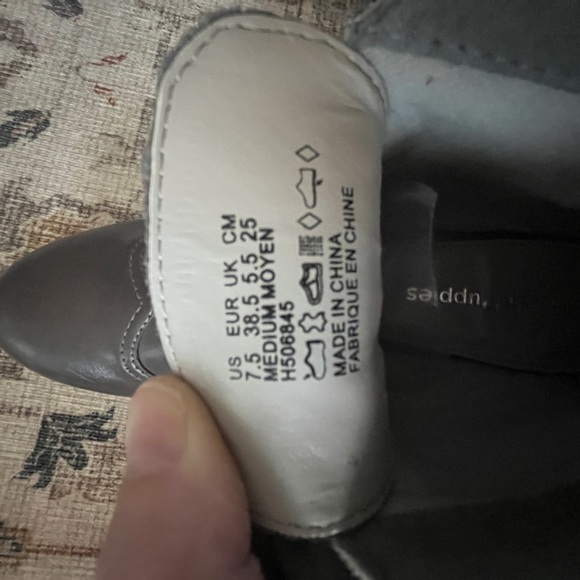 US EUR UK CM
7.5 38.5 5.5 25
MEDIUM MOYEN
H506845
MADE IN CHINA
FABRIQUE EN CHINE
uppies